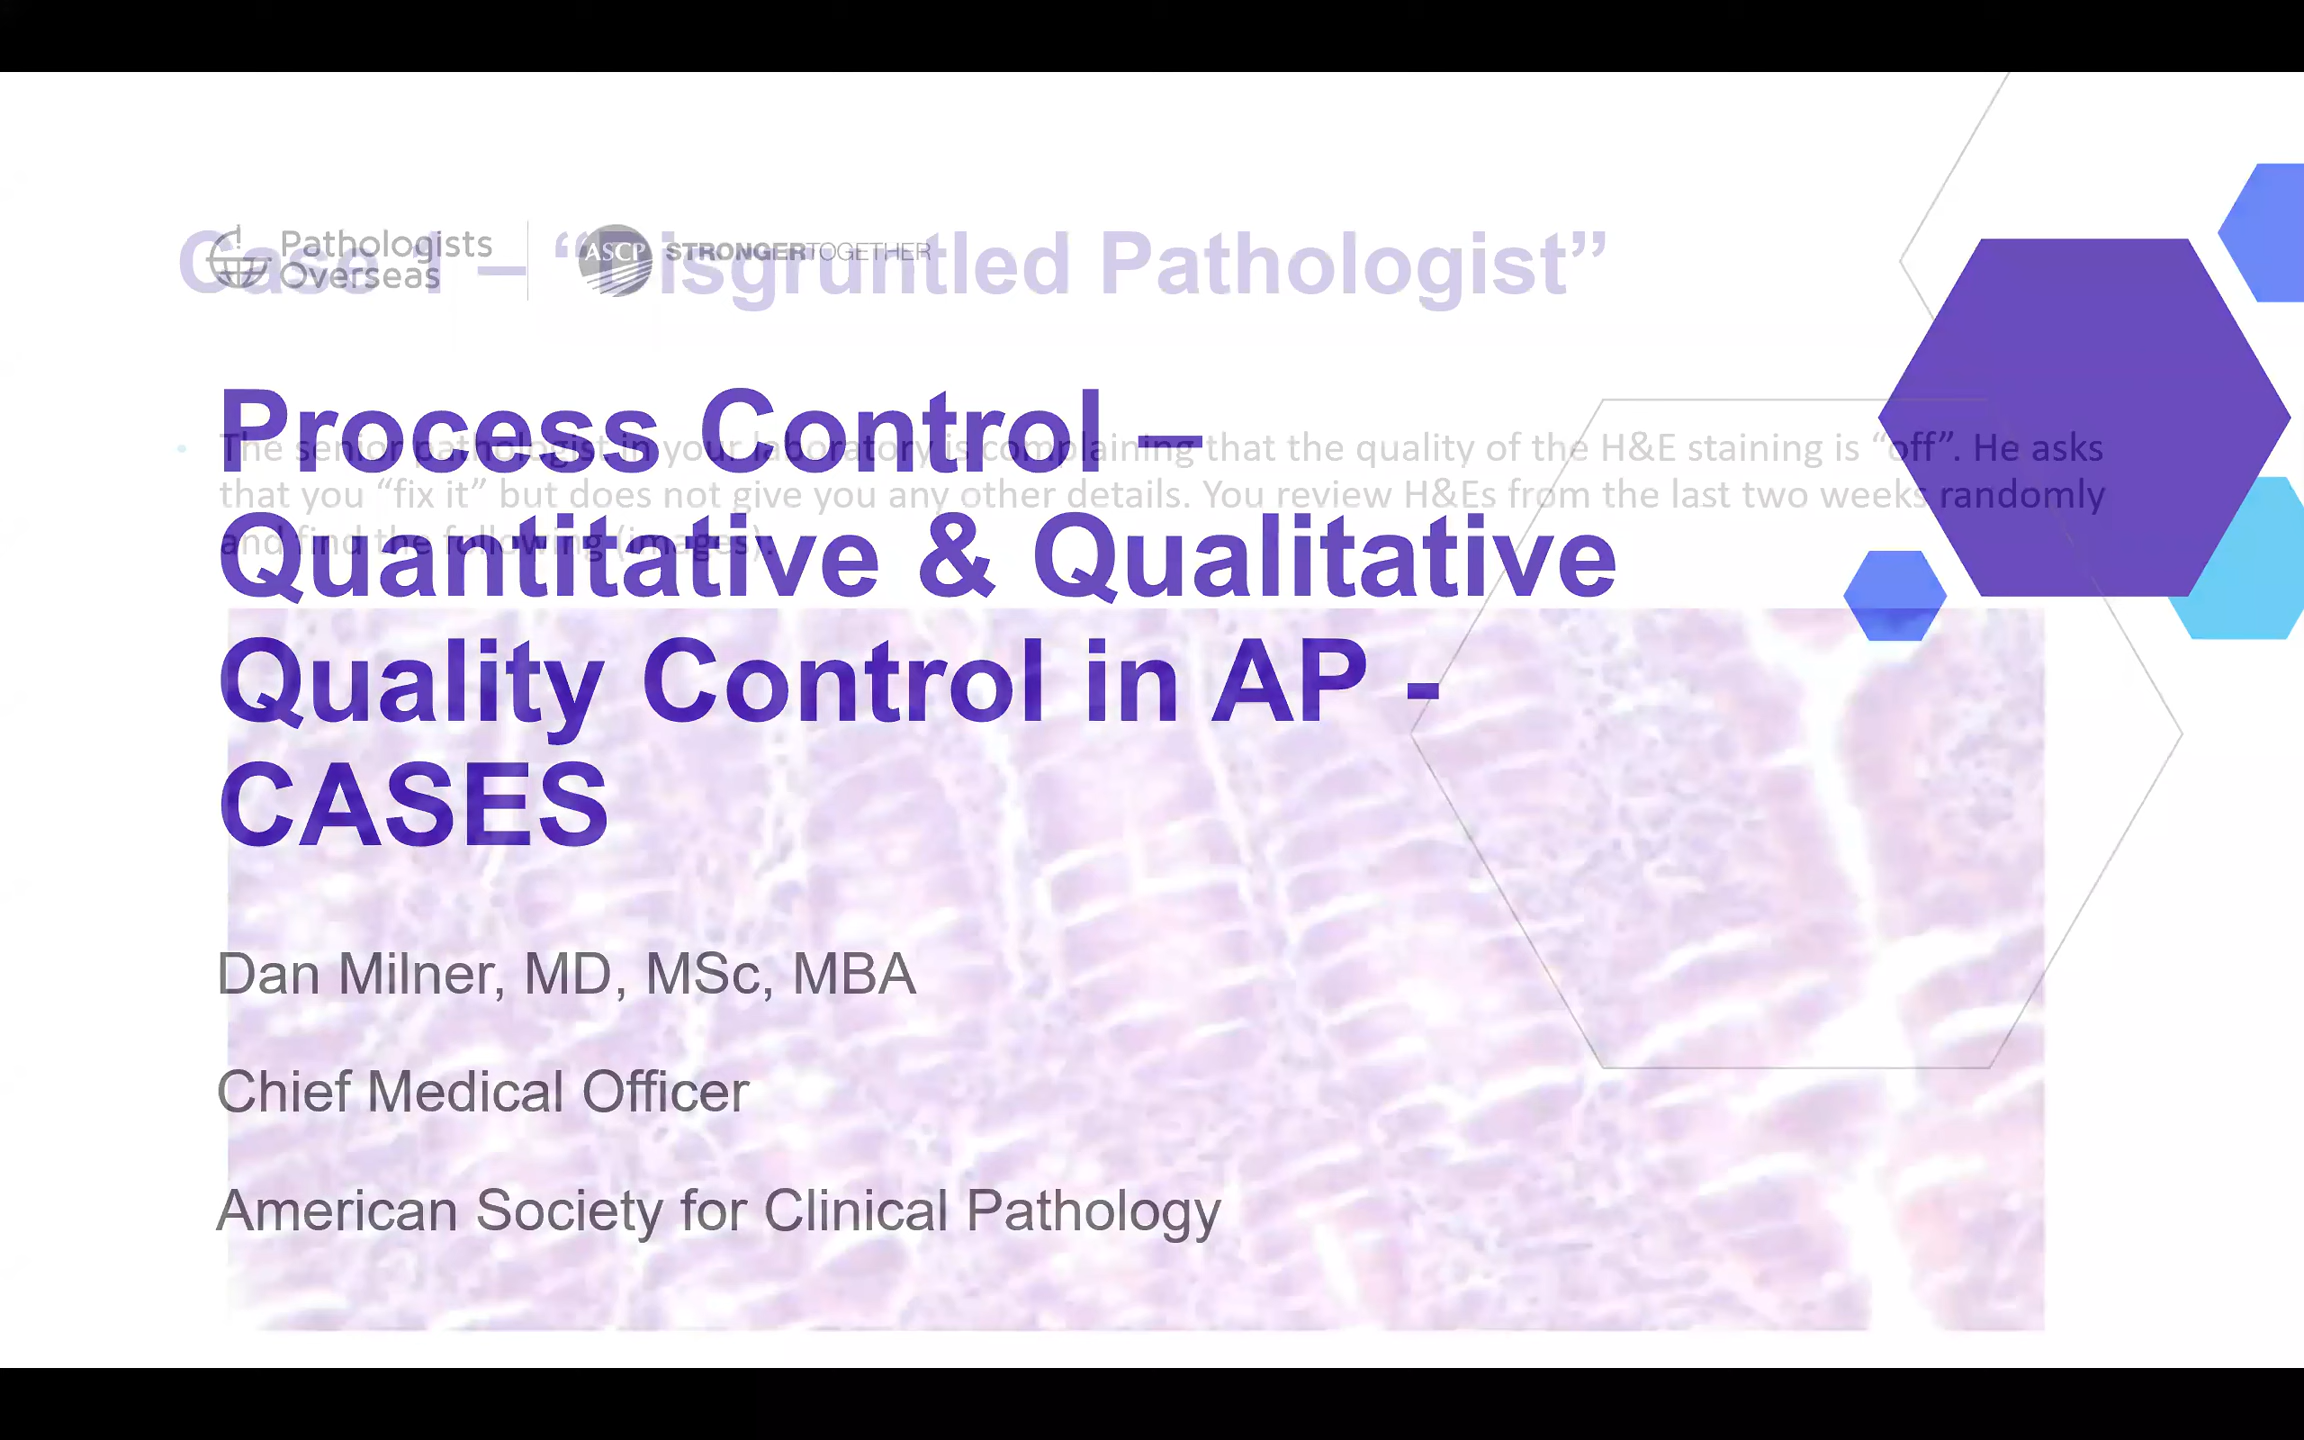 Pathologists
Overseas
ASCP
STRONGERTOGETHER
Case 1 – “Disgruntled Pathologist”
Process Control –
Quantitative & Qualitative
Quality Control in AP -
CASES
• The senior pathologist in your laboratory is complaining that the quality of the H&E staining is “off”. He asks
that you “fix it” but does not give you any other details. You review H&Es from the last two weeks randomly
and find the following (images).
Dan Milner, MD, MSc, MBA
Chief Medical Officer
American Society for Clinical Pathology